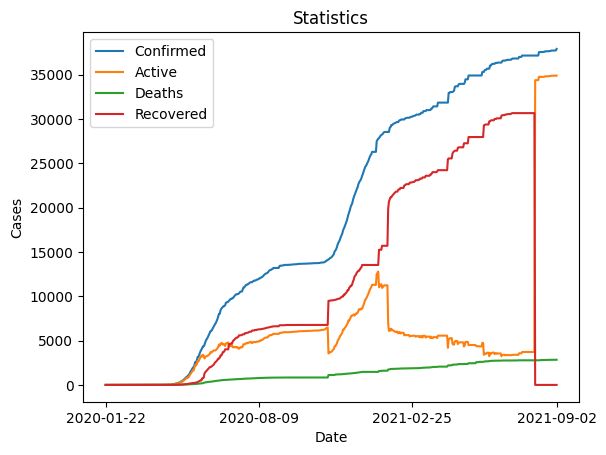 Statistics
Confirmed
Active
Deaths
Recovered
Cases
35000
30000
25000
20000
15000
10000
5000
0
2020-01-22
2020-08-09
2021-02-25
2021-09-02
Date